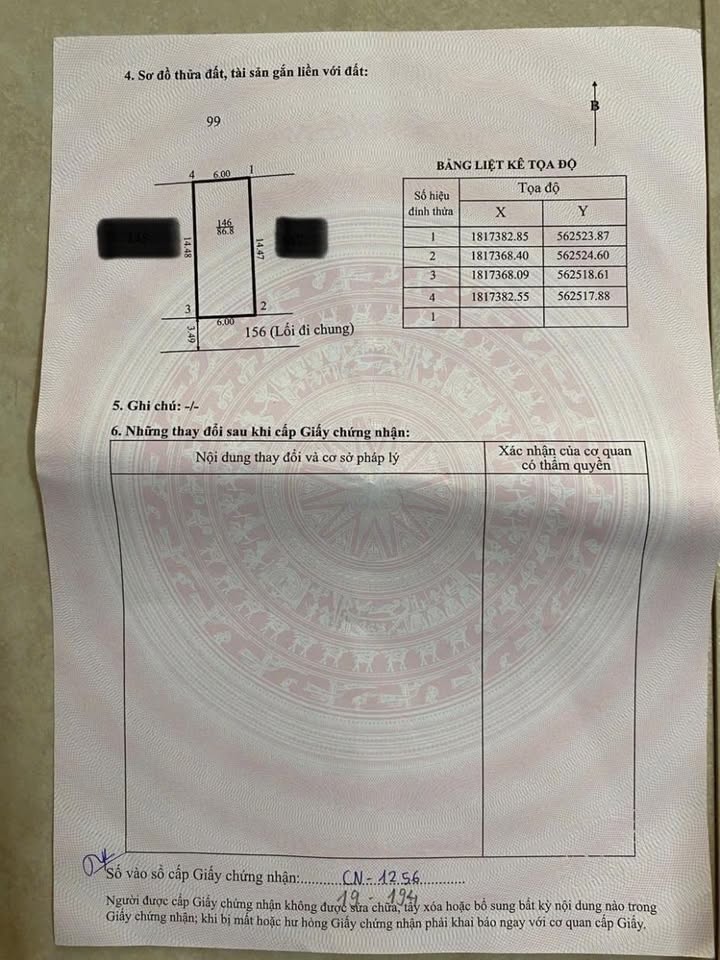 4. Sơ đồ thửa đất, tài sản gắn liền với đất:
B
99
4 6.00 1
146
86.8
14.48
14.47
3 2
6.00
3.49
156 (Lối đi chung)
BẢNG LIỆT KÊ TỌA ĐỘ
Số hiệu đỉnh thửa Tọa độ
X Y
1 1817382.85 562523.87
2 1817368.40 562524.60
3 1817368.09 562518.61
4 1817382.55 562517.88
1
5. Ghi chú: -/-
6. Những thay đổi sau khi cấp Giấy chứng nhận:
Nội dung thay đổi và cơ sở pháp lý
Xác nhận của cơ quan
có thẩm quyền
Số vào sổ cấp Giấy chứng nhận:............CN-1256............
19 - 194
Người được cấp Giấy chứng nhận không được sửa chữa, tẩy xóa hoặc bổ sung bất kỳ nội dung nào trong
Giấy chứng nhận; khi bị mất hoặc hư hỏng Giấy chứng nhận phải khai báo ngay với cơ quan cấp Giấy.